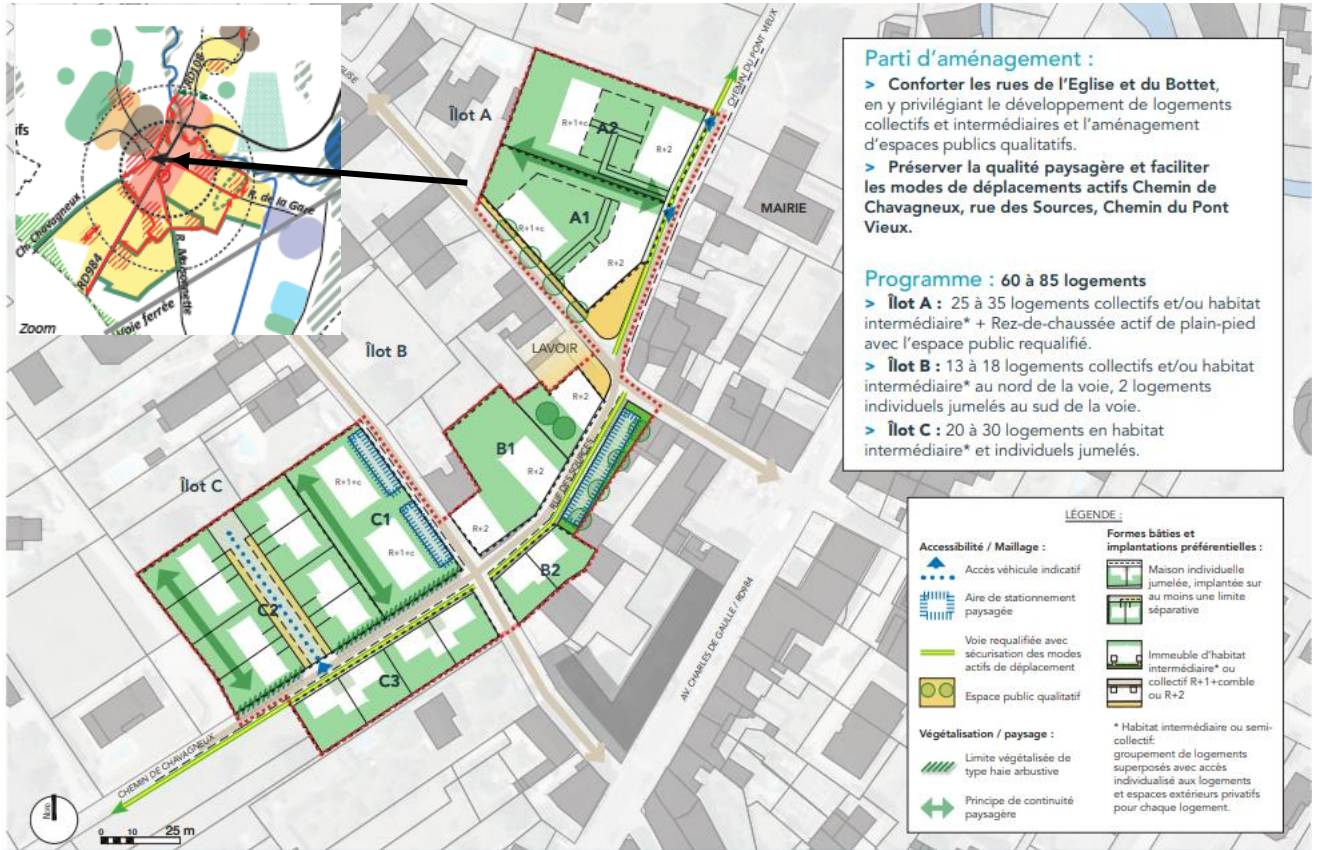 ifs
RD108
Ch. Chavagneux
R. de la Gare
RD984
R. Maconnette
Voie ferrée
Zoom
CHEMIN DU PONT VIEUX
Îlot A
R+1+c
A2
R+2
A1
R+1+c
R+2
MAIRIE
Îlot B
LAVOIR
R+2
B1
R+2
RUE DES SOURCES
R+2
B2
Îlot C
R+1+c
C1
R+1+c
C2
C3
AV. CHARLES DE GAULLE / RD984
CHEMIN DE CHAVAGNEUX
Nord
0 10 25 m
Parti d'aménagement :
> Conforter les rues de l'Eglise et du Bottet,
en y privilégiant le développement de logements
collectifs et intermédiaires et l'aménagement
d'espaces publics qualitatifs.
> Préserver la qualité paysagère et faciliter
les modes de déplacements actifs Chemin de
Chavagneux, rue des Sources, Chemin du Pont
Vieux.
Programme : 60 à 85 logements
> Îlot A : 25 à 35 logements collectifs et/ou habitat
intermédiaire* + Rez-de-chaussée actif de plain-pied
avec l'espace public requalifié.
> Îlot B : 13 à 18 logements collectifs et/ou habitat
intermédiaire* au nord de la voie, 2 logements
individuels jumelés au sud de la voie.
> Îlot C : 20 à 30 logements en habitat
intermédiaire* et individuels jumelés.
LÉGENDE :
Accessibilité / Maillage :
Accès véhicule indicatif
Aire de stationnement
paysagée
Voie requalifiée avec
sécurisation des modes
actifs de déplacement
Espace public qualitatif
Végétalisation / paysage :
Limite végétalisée de
type haie arbustive
Principe de continuité
paysagère
Formes bâties et
implantations préférentielles :
Maison individuelle
jumelée, implantée sur
au moins une limite
séparative
Immeuble d'habitat
intermédiaire* ou
collectif R+1+comble
ou R+2
* Habitat intermédiaire ou semi-
collectif:
groupement de logements
superposés avec accès
individualisé aux logements
et espaces extérieurs privatifs
pour chaque logement.